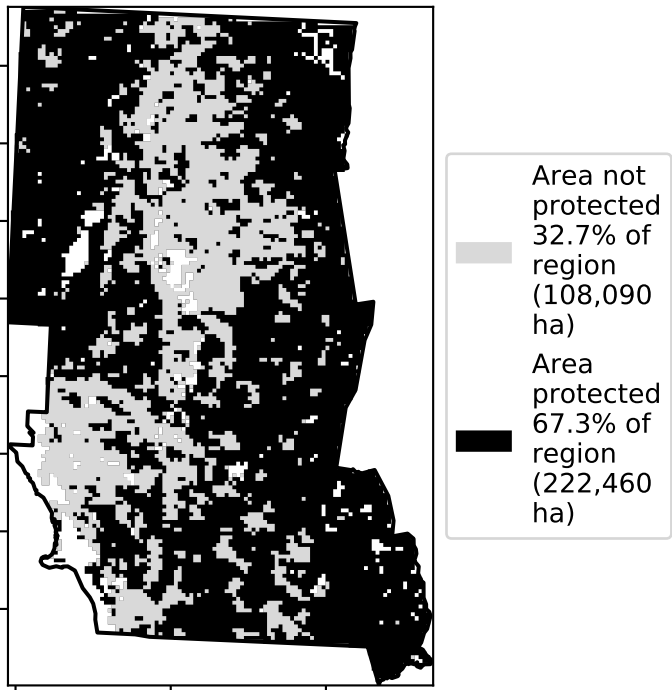 Area not
protected
32.7% of
region
(108,090
ha)
Area
protected
67.3% of
region
(222,460
ha)